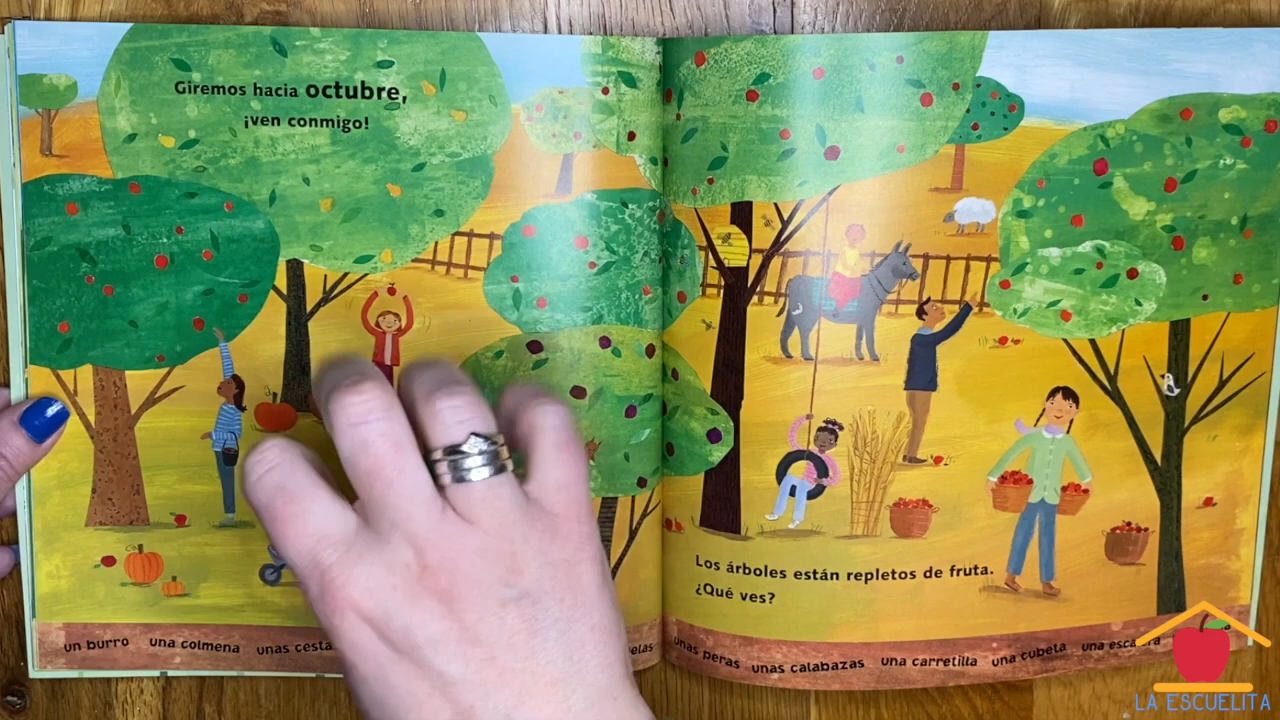 Giremos hacia octubre,
¡ven conmigo!
Los árboles están repletos de fruta.
¿Qué ves?
un burro una colmena unas
unas peras unas calabazas una carretilla una cubeta una
LA ESCUELITA